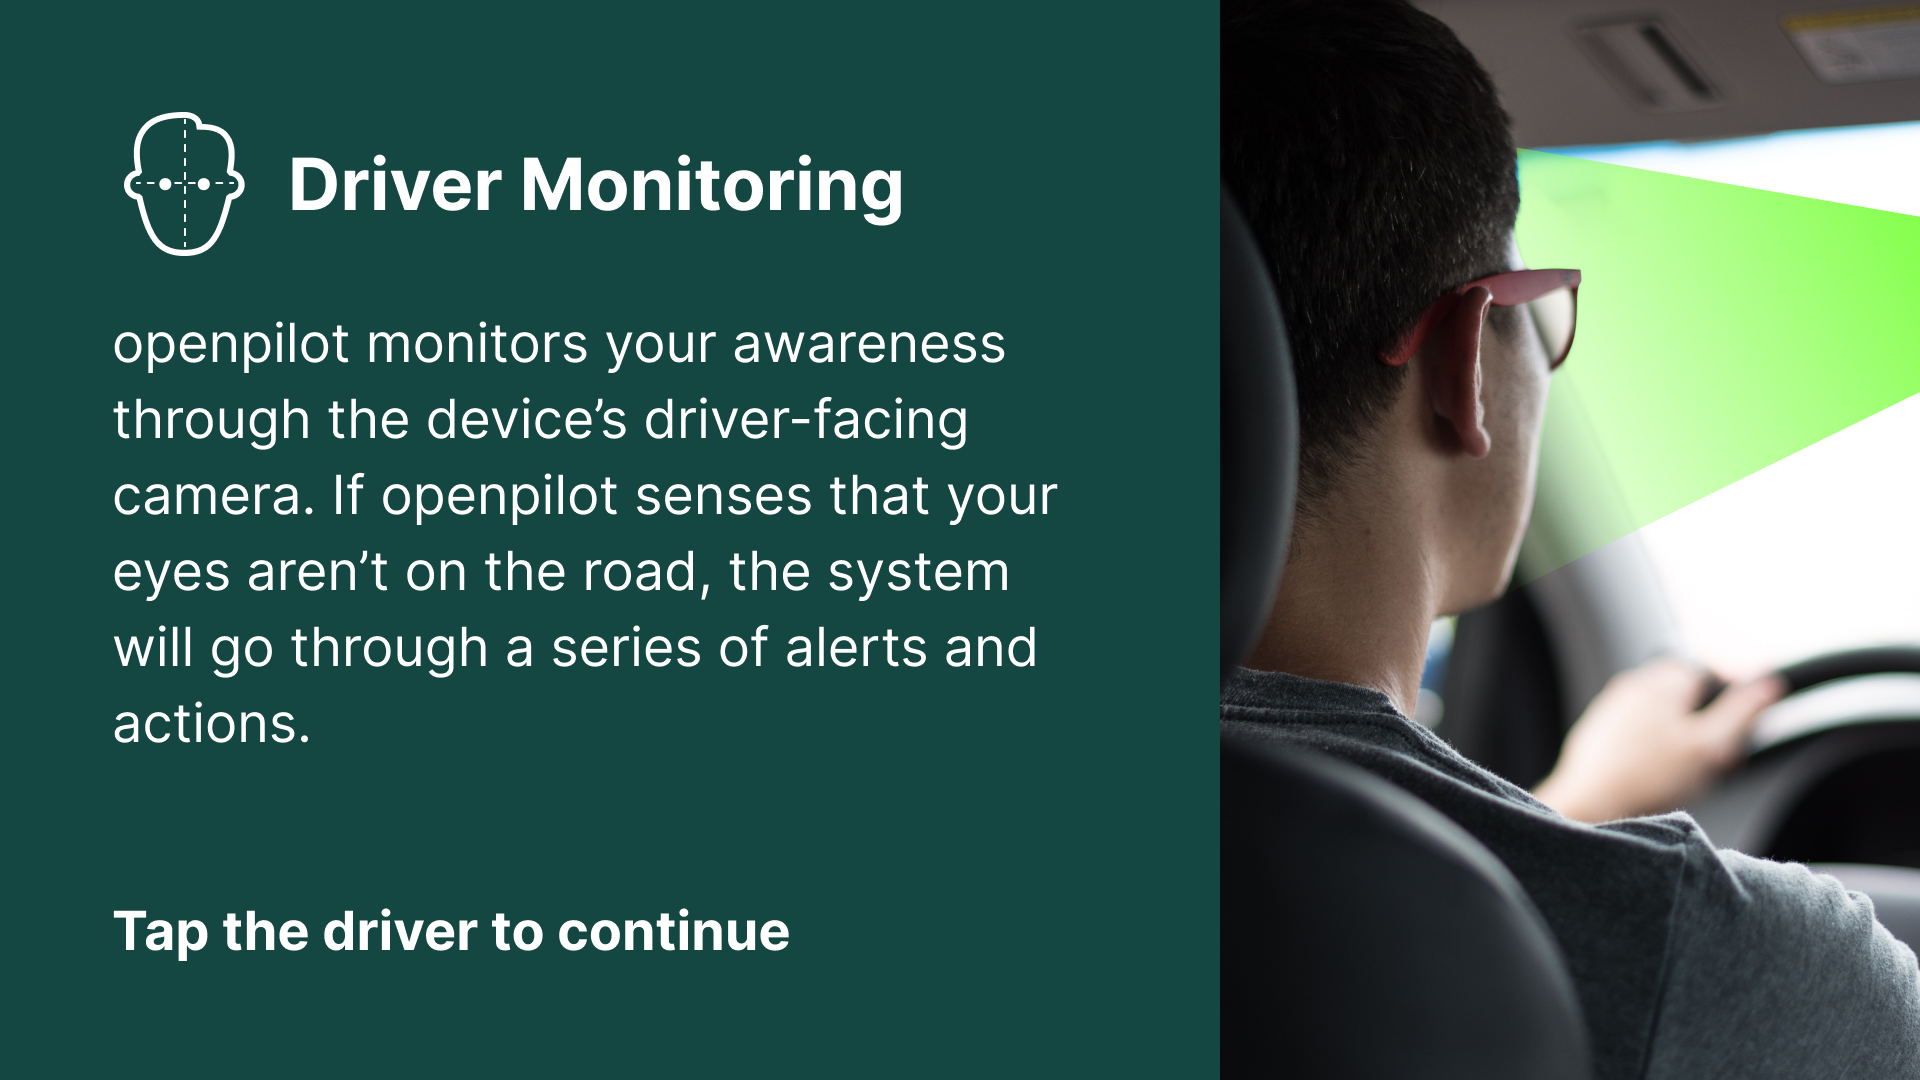 Driver Monitoring
openpilot monitors your awareness
through the device’s driver-facing
camera. If openpilot senses that your
eyes aren’t on the road, the system
will go through a series of alerts and
actions.
Tap the driver to continue